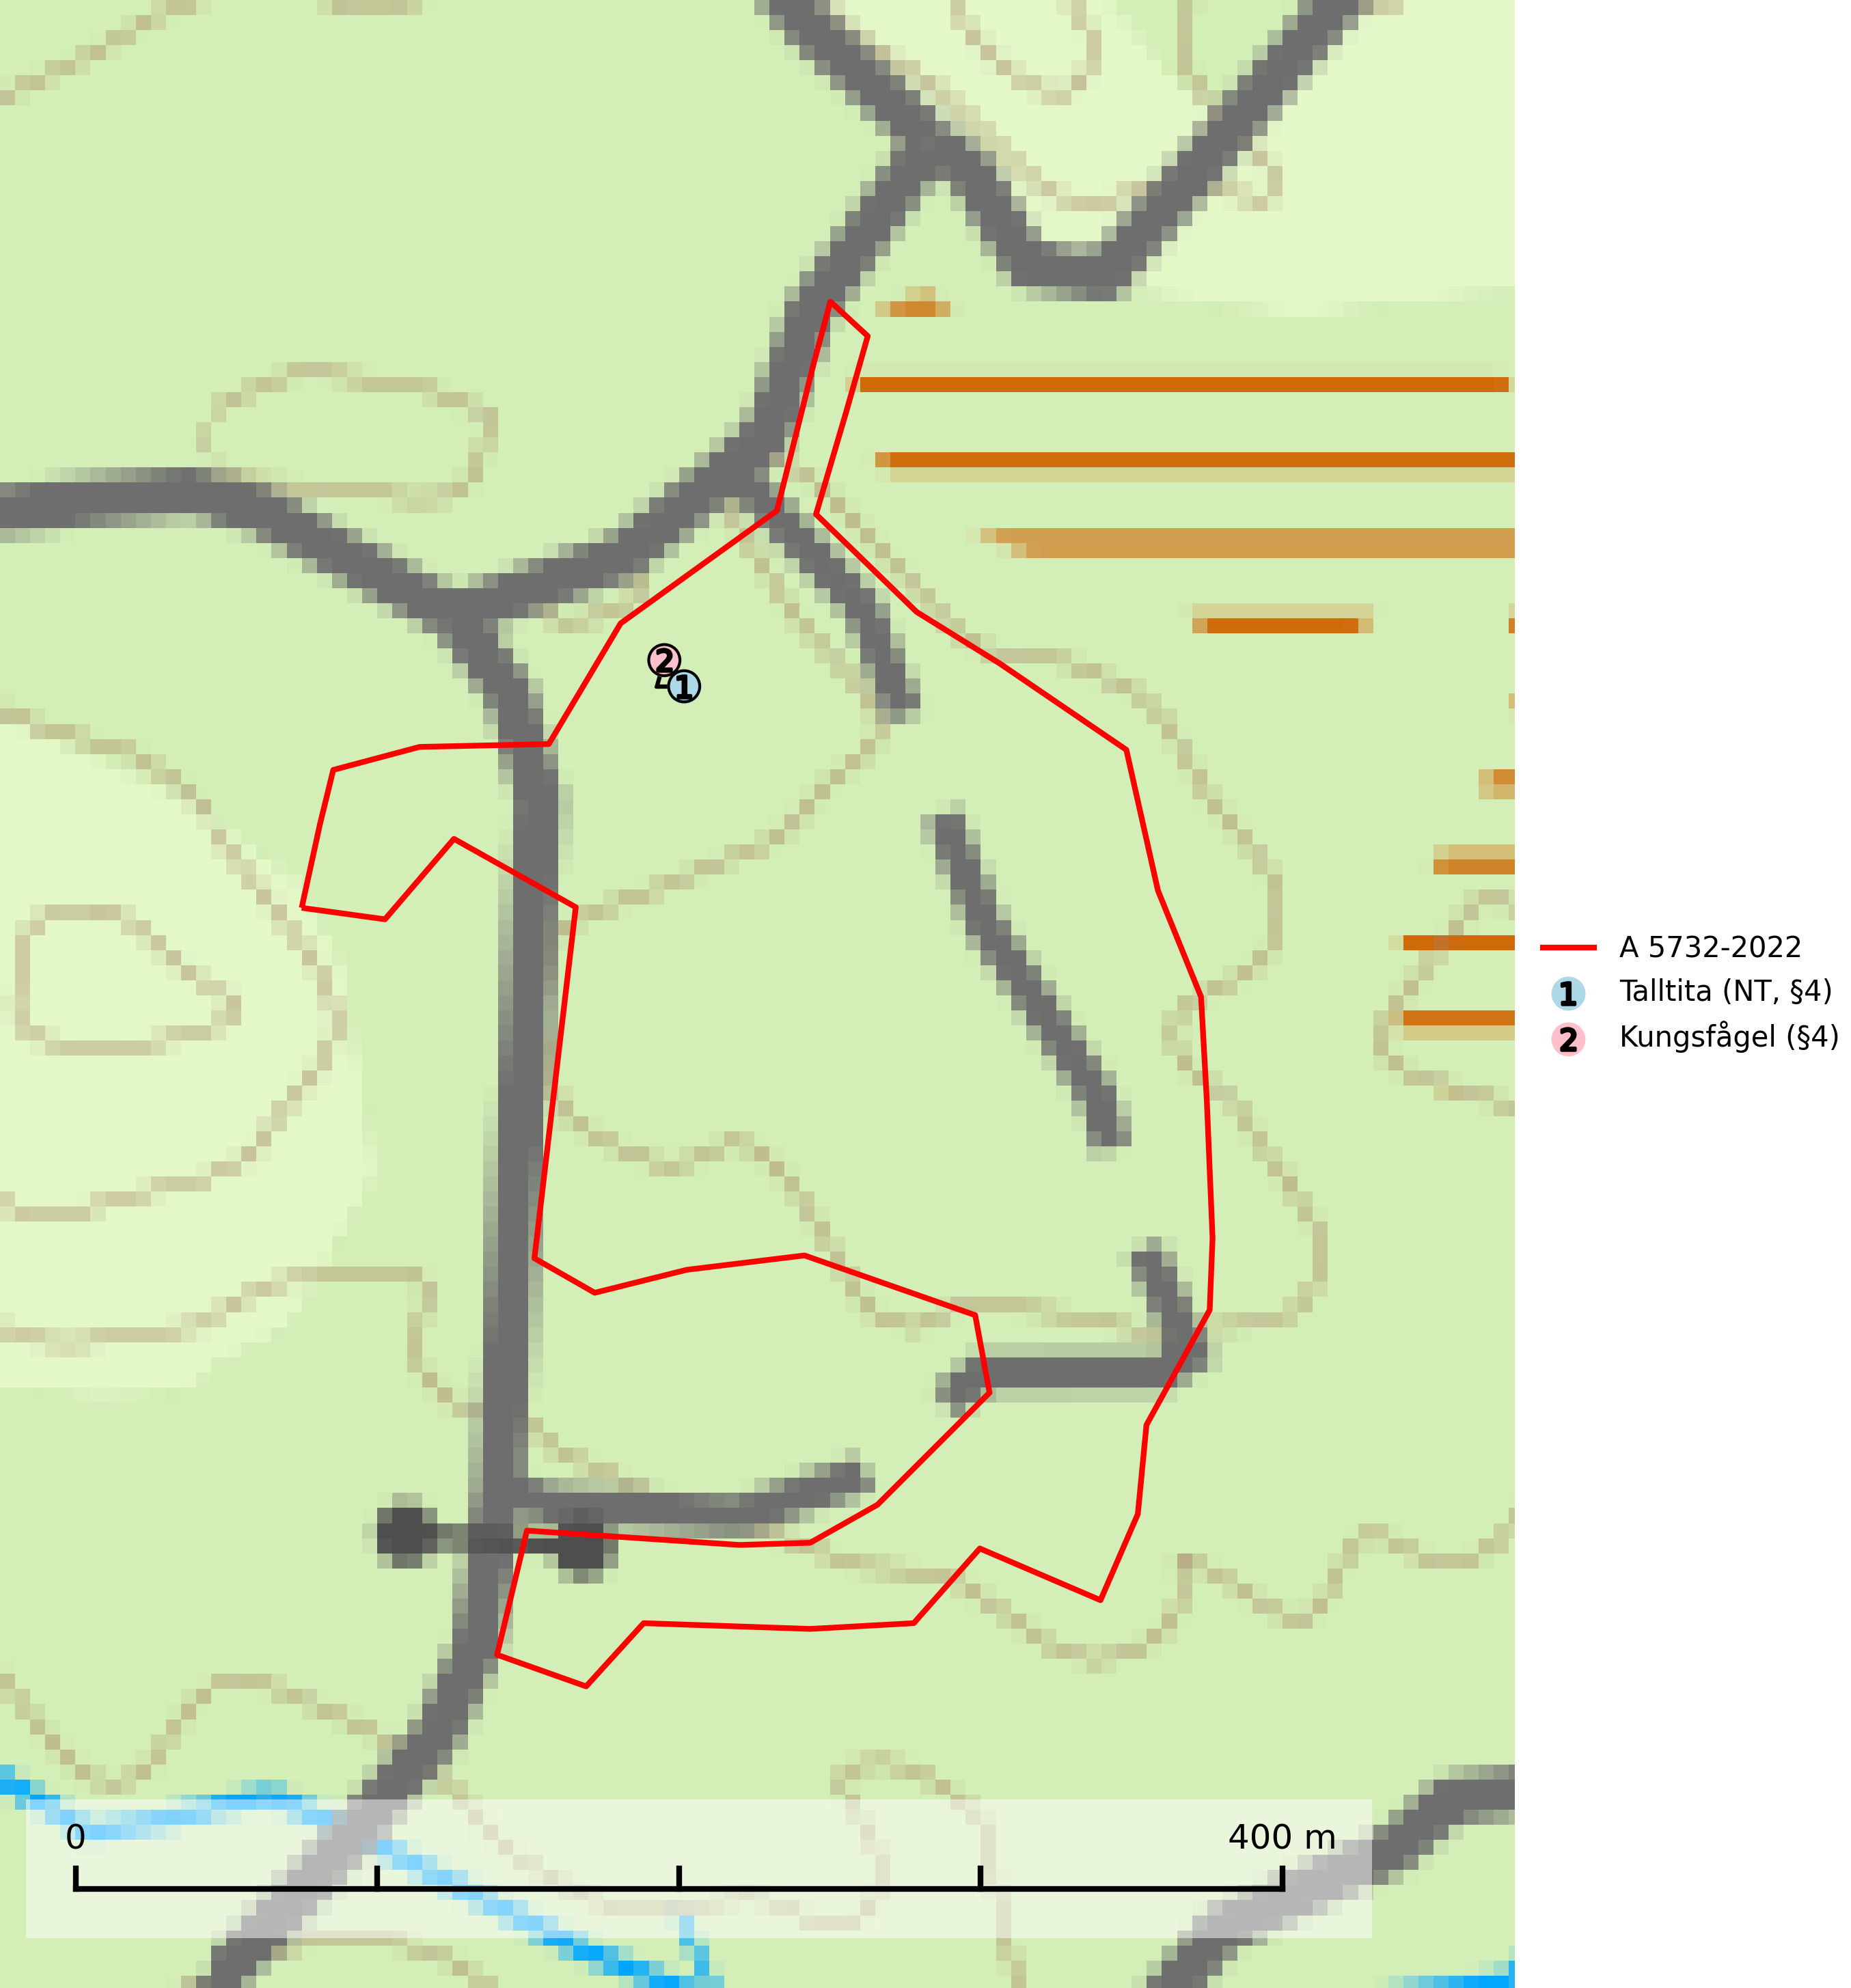 2
1
A 5732-2022
1 Talltita (NT, §4)
2 Kungsfågel (§4)
0 400 m